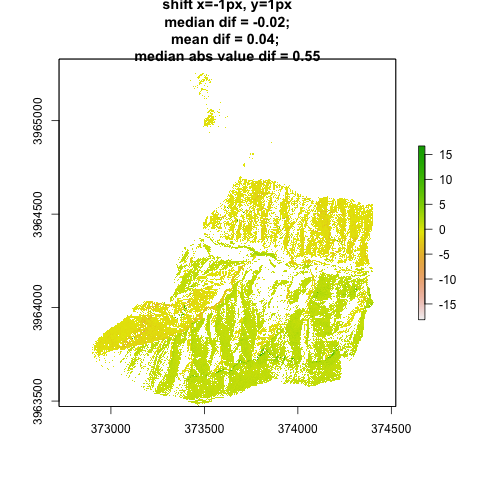 shift x=-1px, y=1px
median dif = -0.02;
mean dif = 0.04;
median abs value dif = 0.55
3965000
3964500
3964000
3963500
373000 373500 374000 374500
15
10
5
0
-5
-10
-15